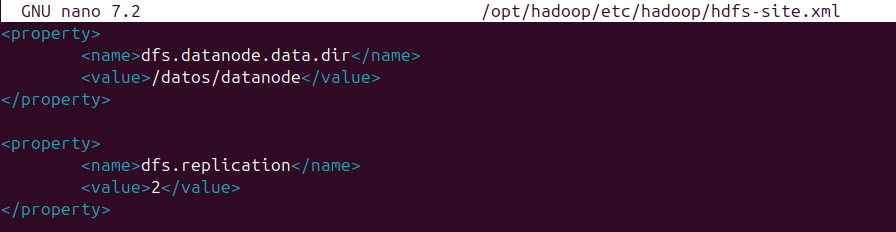 GNU nano 7.2 /opt/hadoop/etc/hadoop/hdfs-site.xml
<property>
<name>dfs.datanode.data.dir</name>
<value>/datos/datanode</value>
</property>
<property>
<name>dfs.replication</name>
<value>2</value>
</property>